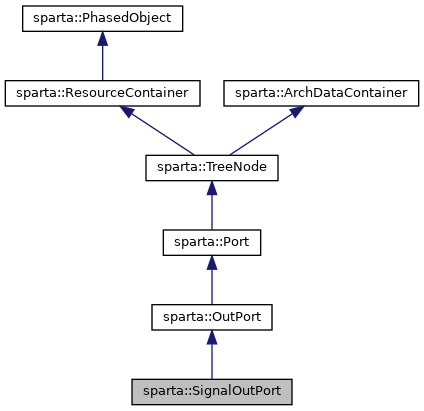 sparta::PhasedObject
sparta::ResourceContainer
sparta::ArchDataContainer
sparta::TreeNode
sparta::Port
sparta::OutPort
sparta::SignalOutPort